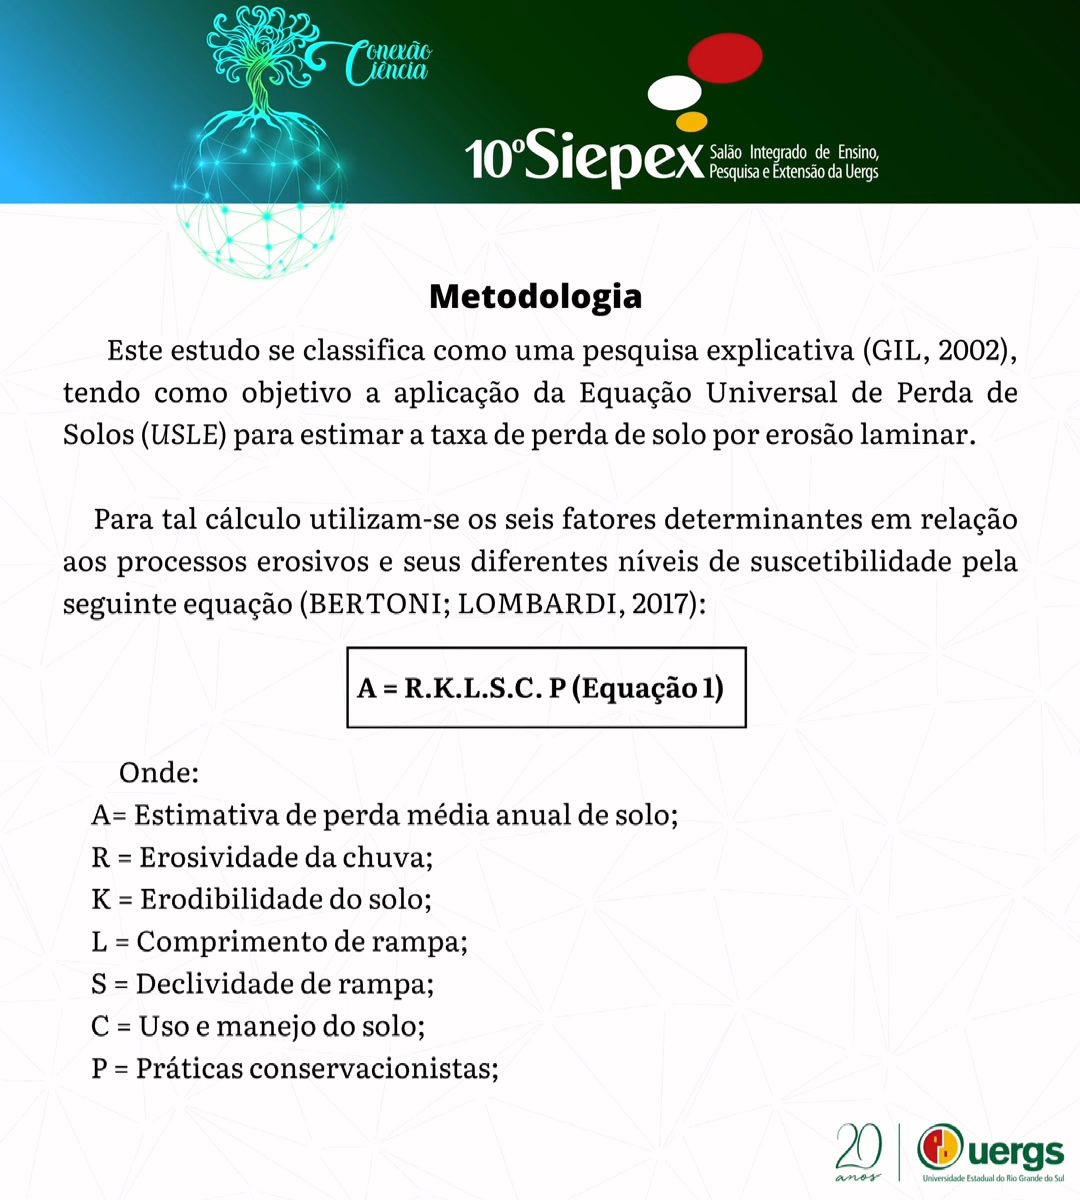 Conexão
Ciência
10º Siepex
Salão Integrado de Ensino,
Pesquisa e Extensão da Uergs
Metodologia
Este estudo se classifica como uma pesquisa explicativa (GIL, 2002),
tendo como objetivo a aplicação da Equação Universal de Perda de
Solos (USLE) para estimar a taxa de perda de solo por erosão laminar.
Para tal cálculo utilizam-se os seis fatores determinantes em relação
aos processos erosivos e seus diferentes níveis de suscetibilidade pela
seguinte equação (BERTONI; LOMBARDI, 2017):
A = R.K.L.S.C. P (Equação 1)
Onde:
A= Estimativa de perda média anual de solo;
R = Erosividade da chuva;
K = Erodibilidade do solo;
L = Comprimento de rampa;
S = Declividade de rampa;
C = Uso e manejo do solo;
P = Práticas conservacionistas;
20
anos
uergs
Universidade Estadual do Rio Grande do Sul